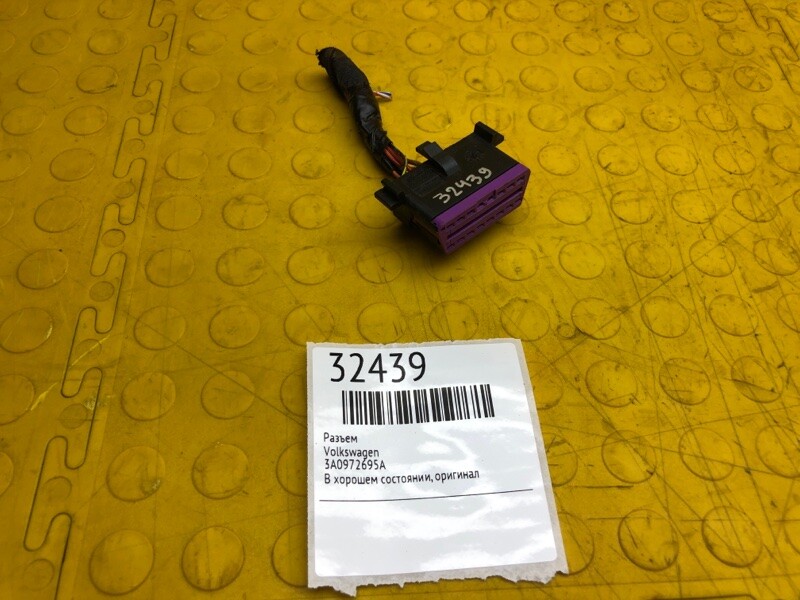 32439
32439
Разъем
Volkswagen
3A0972695A
В хорошем состоянии, оригинал